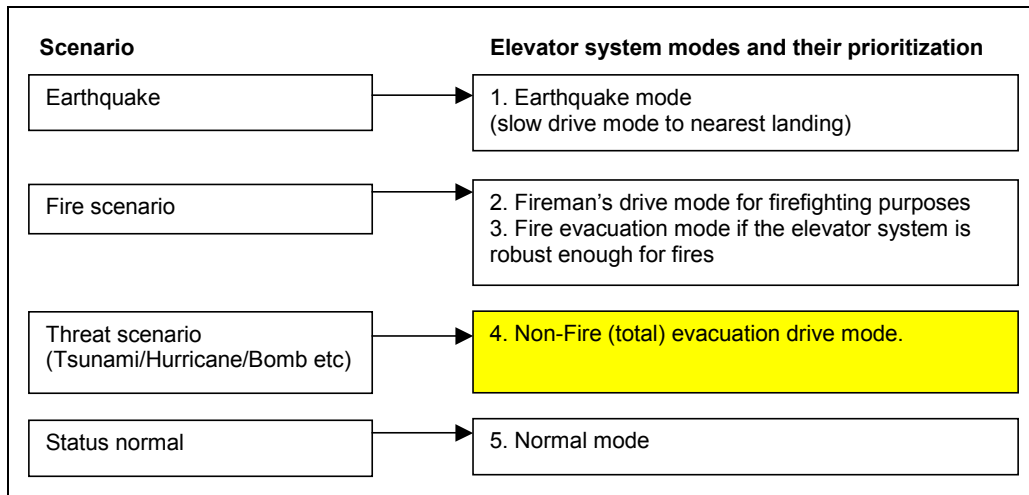 Scenario
Elevator system modes and their prioritization
Earthquake
1. Earthquake mode
(slow drive mode to nearest landing)
Fire scenario
2. Fireman’s drive mode for firefighting purposes
3. Fire evacuation mode if the elevator system is
robust enough for fires
Threat scenario
(Tsunami/Hurricane/Bomb etc)
4. Non-Fire (total) evacuation drive mode.
Status normal
5. Normal mode